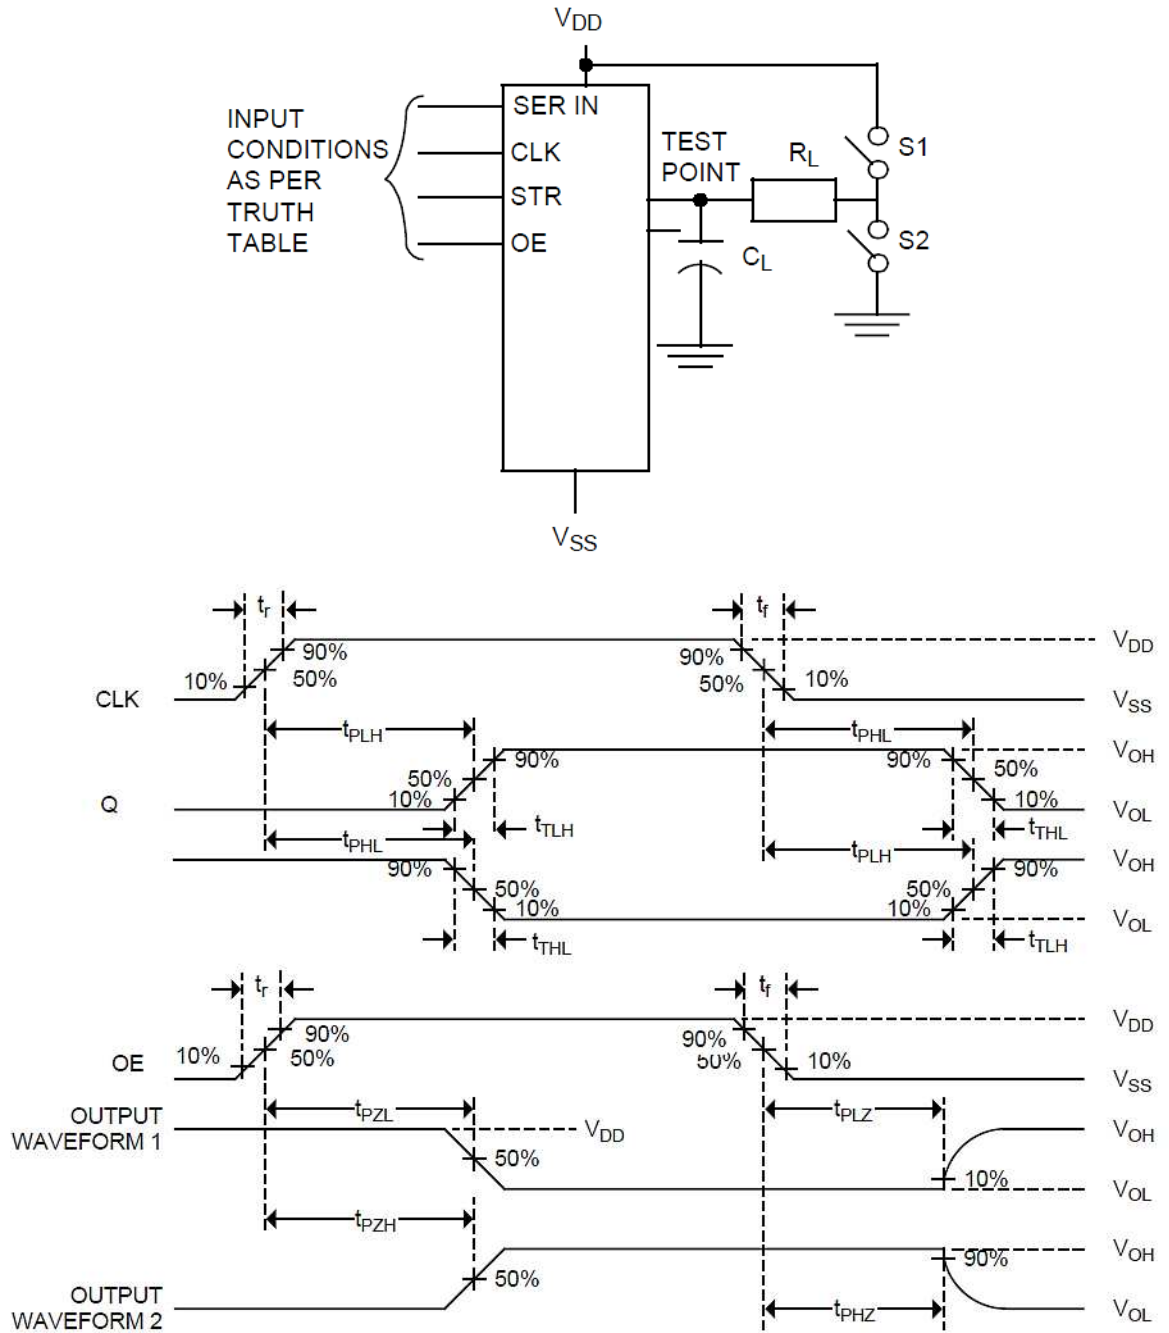 VDD
INPUT
CONDITIONS
AS PER
TRUTH
TABLE
SER IN
CLK
STR
OE
TEST
POINT
RL
S1
S2
CL
VSS
tr
tf
90%
90%
VDD
10%
50%
50%
10%
CLK
VSS
tPLH
tPHL
90%
90%
VOH
50%
50%
Q
10%
10%
VOL
tTLH
tTHL
tPHL
tPLH
90%
90%
VOH
50%
50%
10%
10%
VOL
tTHL
tTLH
tr
tf
90%
90%
VDD
10%
50%
50%
10%
OE
VSS
tPZL
tPLZ
OUTPUT
WAVEFORM 1
VDD
VOH
50%
10%
VOL
tPZH
VOH
90%
50%
OUTPUT
WAVEFORM 2
tPHZ
VOL